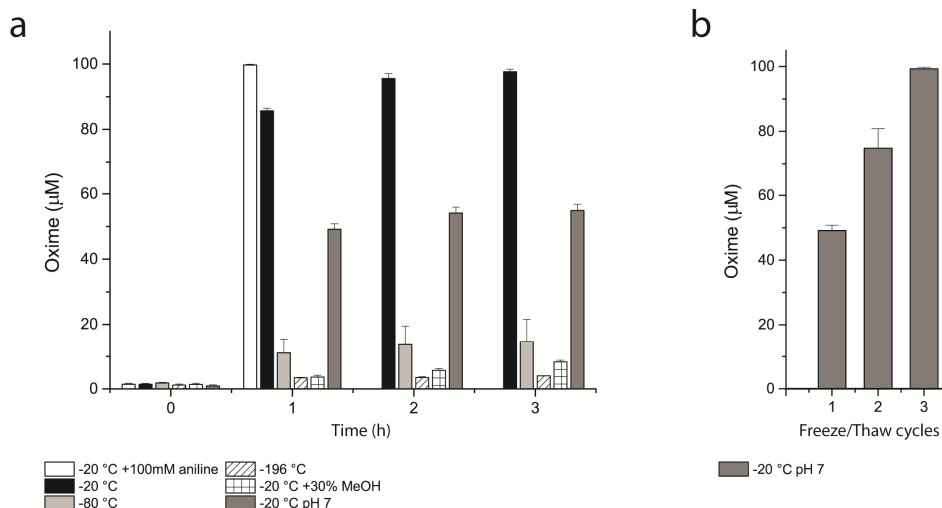 a
100
80
60
40
20
0
Oxime (µM)
0
1
2
3
Time (h)
-20 °C +100mM aniline
-20 °C
-80 °C
-196 °C
-20 °C +30% MeOH
-20 °C pH 7
b
100
80
60
40
20
0
Oxime (µM)
1
2
3
Freeze/Thaw cycles
-20 °C pH 7